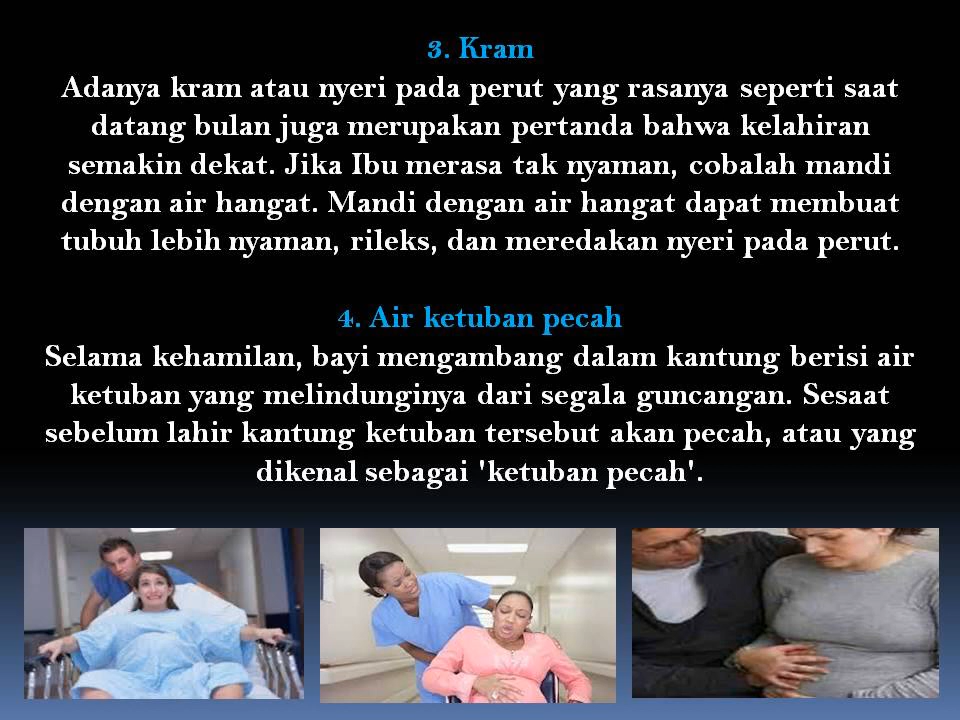 3. Kram
Adanya kram atau nyeri pada perut yang rasanya seperti saat
datang bulan juga merupakan pertanda bahwa kelahiran
semakin dekat. Jika Ibu merasa tak nyaman, cobalah mandi
dengan air hangat. Mandi dengan air hangat dapat membuat
tubuh lebih nyaman, rileks, dan meredakan nyeri pada perut.
4. Air ketuban pecah
Selama kehamilan, bayi mengambang dalam kantung berisi air
ketuban yang melindunginya dari segala guncangan. Sesaat
sebelum lahir kantung ketuban tersebut akan pecah, atau yang
dikenal sebagai 'ketuban pecah'.